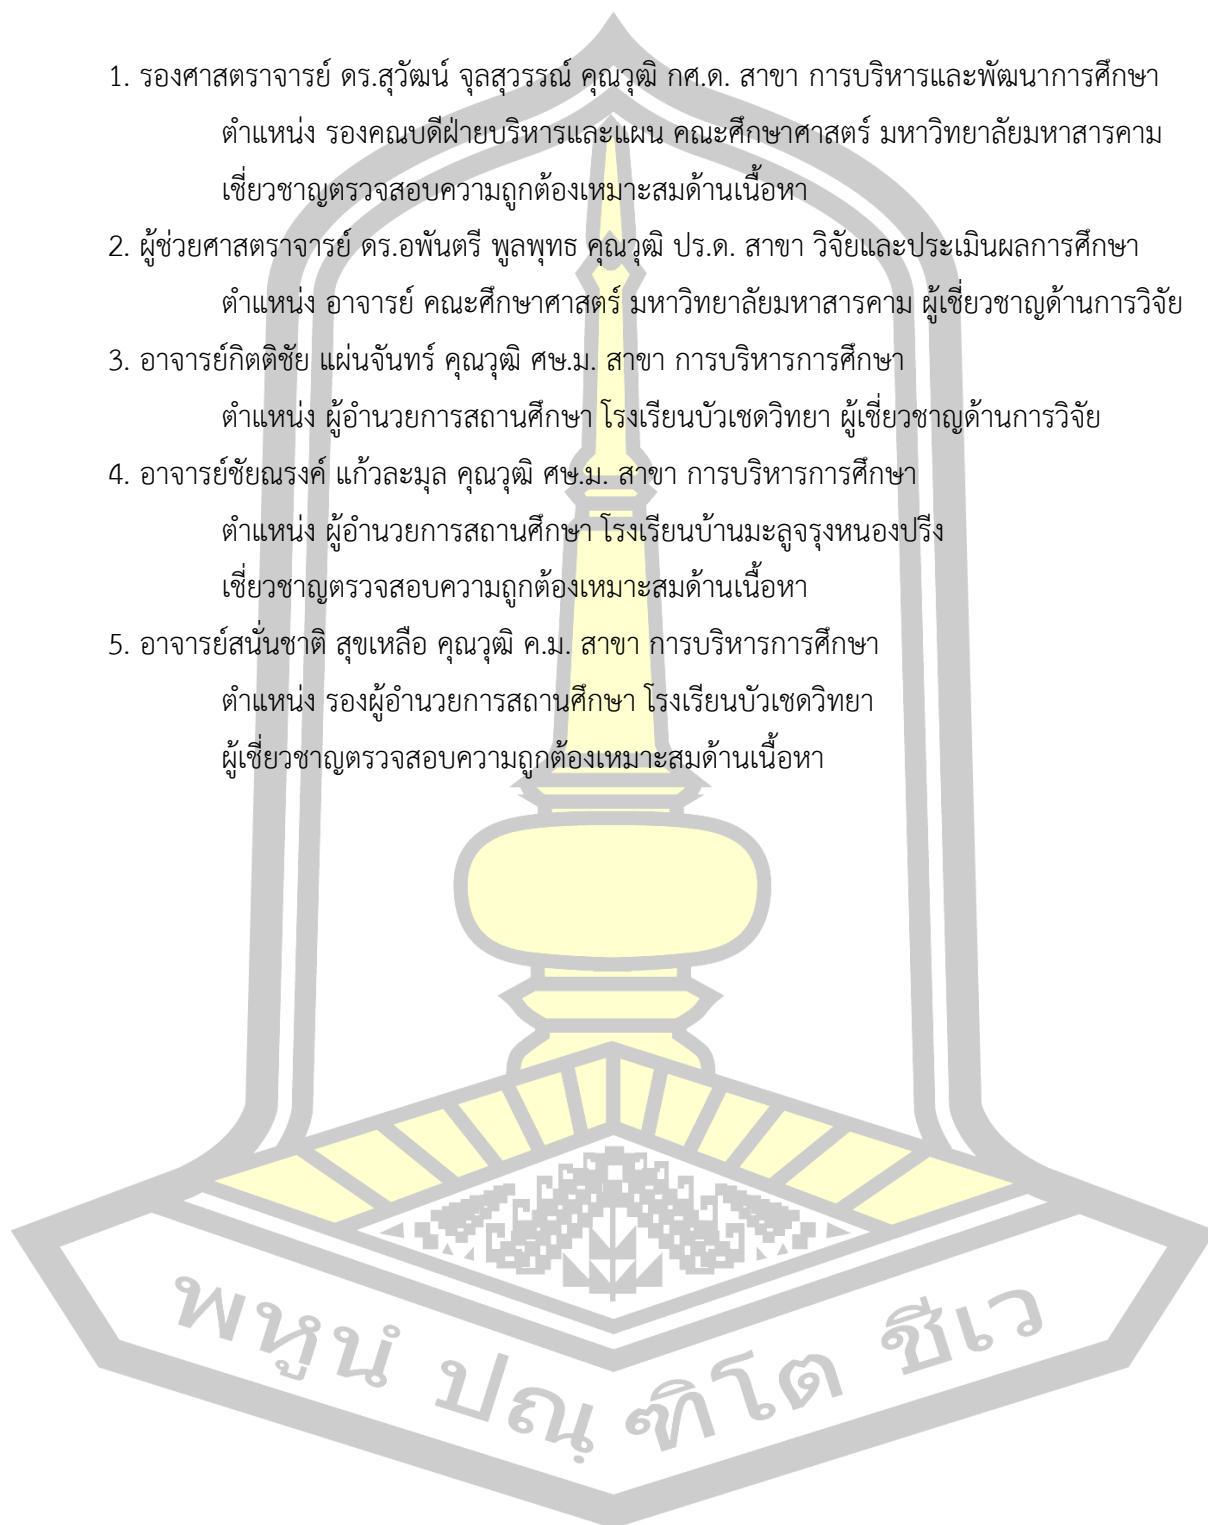 1. รองศาสตราจารย์ ดร.สุวัฒน์ จุลสุวรรณ์ คุณวุฒิ กศ.ด. สาขา การบริหารและพัฒนาการศึกษา
ตำแหน่ง รองคณบดีฝ่ายบริหารและแผน คณะศึกษาศาสตร์ มหาวิทยาลัยมหาสารคาม
เชี่ยวชาญตรวจสอบความถูกต้องเหมาะสมด้านเนื้อหา
2. ผู้ช่วยศาสตราจารย์ ดร.อพันตรี พูลพุทธ คุณวุฒิ ปร.ด. สาขา วิจัยและประเมินผลการศึกษา
ตำแหน่ง อาจารย์ คณะศึกษาศาสตร์ มหาวิทยาลัยมหาสารคาม ผู้เชี่ยวชาญด้านการวิจัย
3. อาจารย์กิตติชัย แผ่นจันทร์ คุณวุฒิ ศษ.ม. สาขา การบริหารการศึกษา
ตำแหน่ง ผู้อำนวยการสถานศึกษา โรงเรียนบัวเชดวิทยา ผู้เชี่ยวชาญด้านการวิจัย
4. อาจารย์ชัยณรงค์ แก้วละมุล คุณวุฒิ ศษ.ม. สาขา การบริหารการศึกษา
ตำแหน่ง ผู้อำนวยการสถานศึกษา โรงเรียนบ้านมะลูจรุงหนองปรีง
เชี่ยวชาญตรวจสอบความถูกต้องเหมาะสมด้านเนื้อหา
5. อาจารย์สนั่นชาติ สุขเหลือ คุณวุฒิ ค.ม. สาขา การบริหารการศึกษา
ตำแหน่ง รองผู้อำนวยการสถานศึกษา โรงเรียนบัวเชดวิทยา
ผู้เชี่ยวชาญตรวจสอบความถูกต้องเหมาะสมด้านเนื้อหา
พหูนํ ปณฺ ฑิโต ชีเว